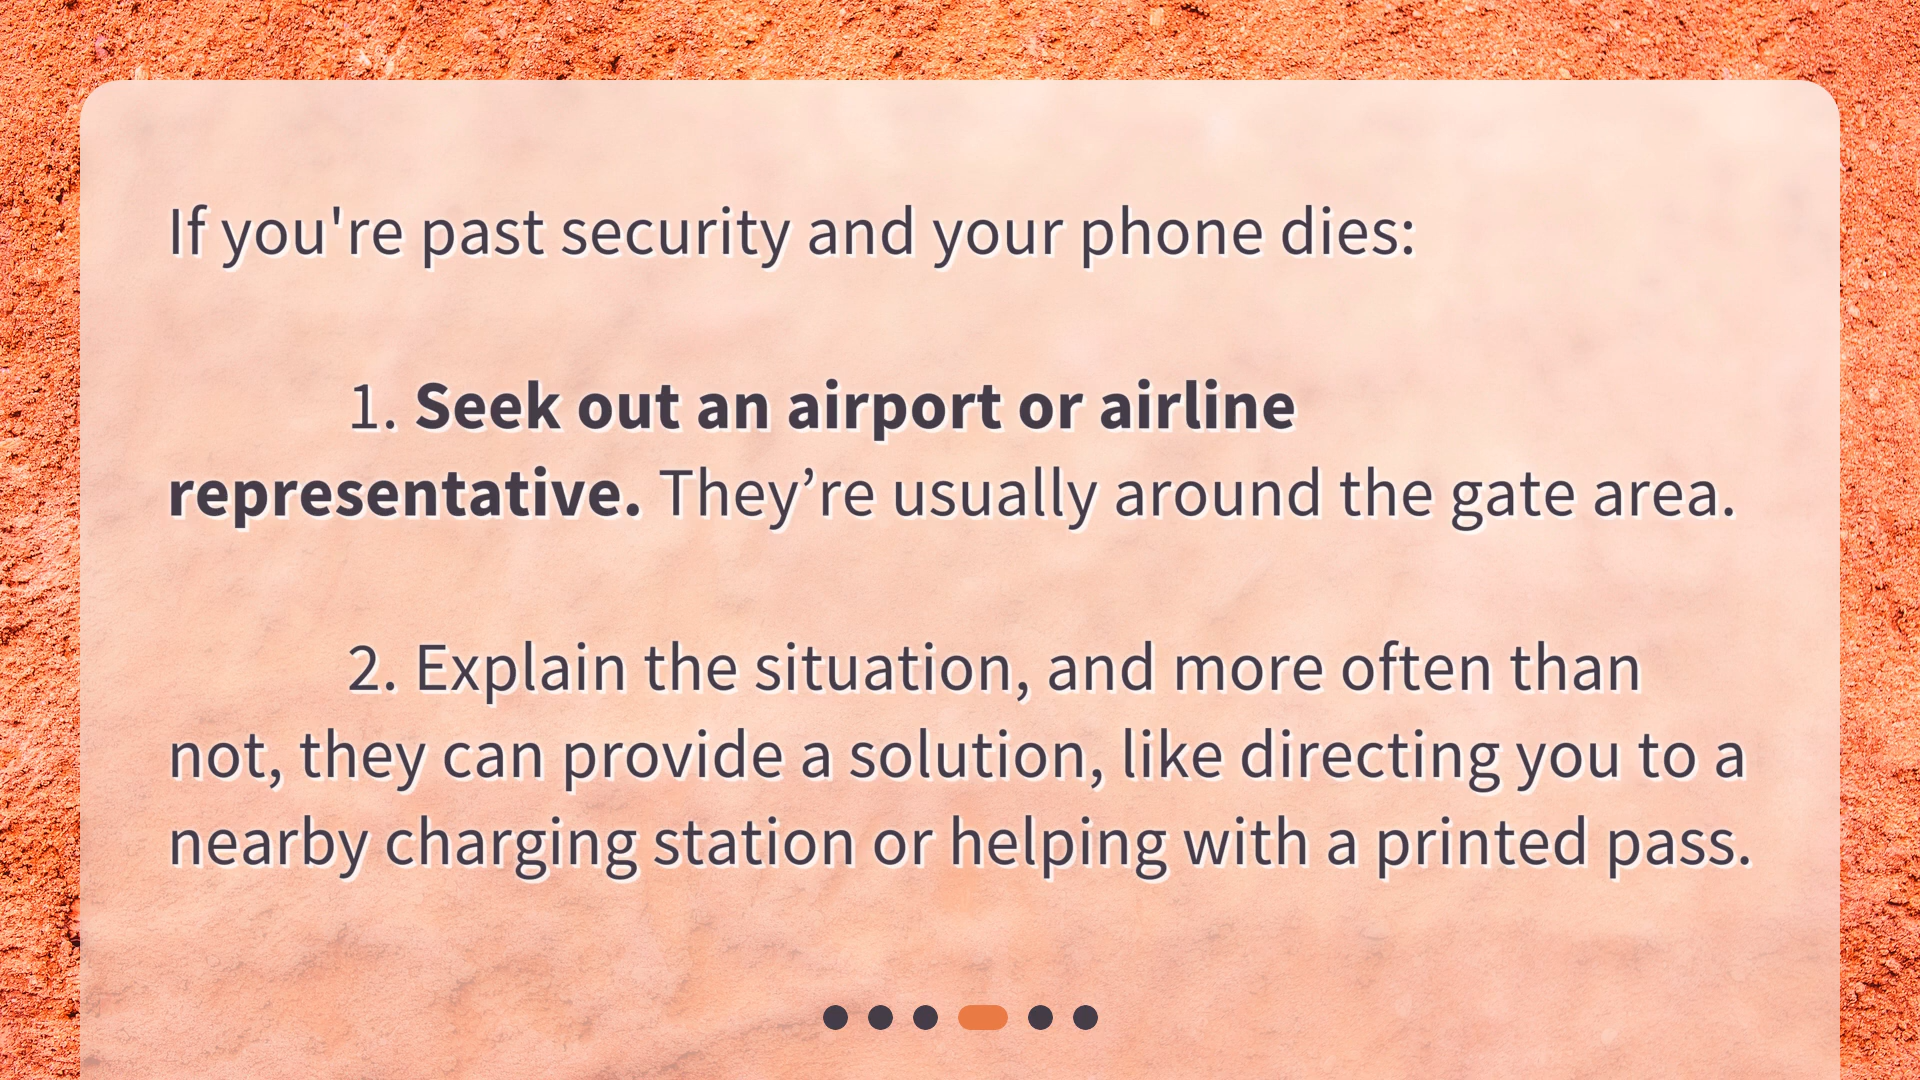 If you're past security and your phone dies:
1. Seek out an airport or airline
representative. They’re usually around the gate area.
2. Explain the situation, and more often than
not, they can provide a solution, like directing you to a
nearby charging station or helping with a printed pass.